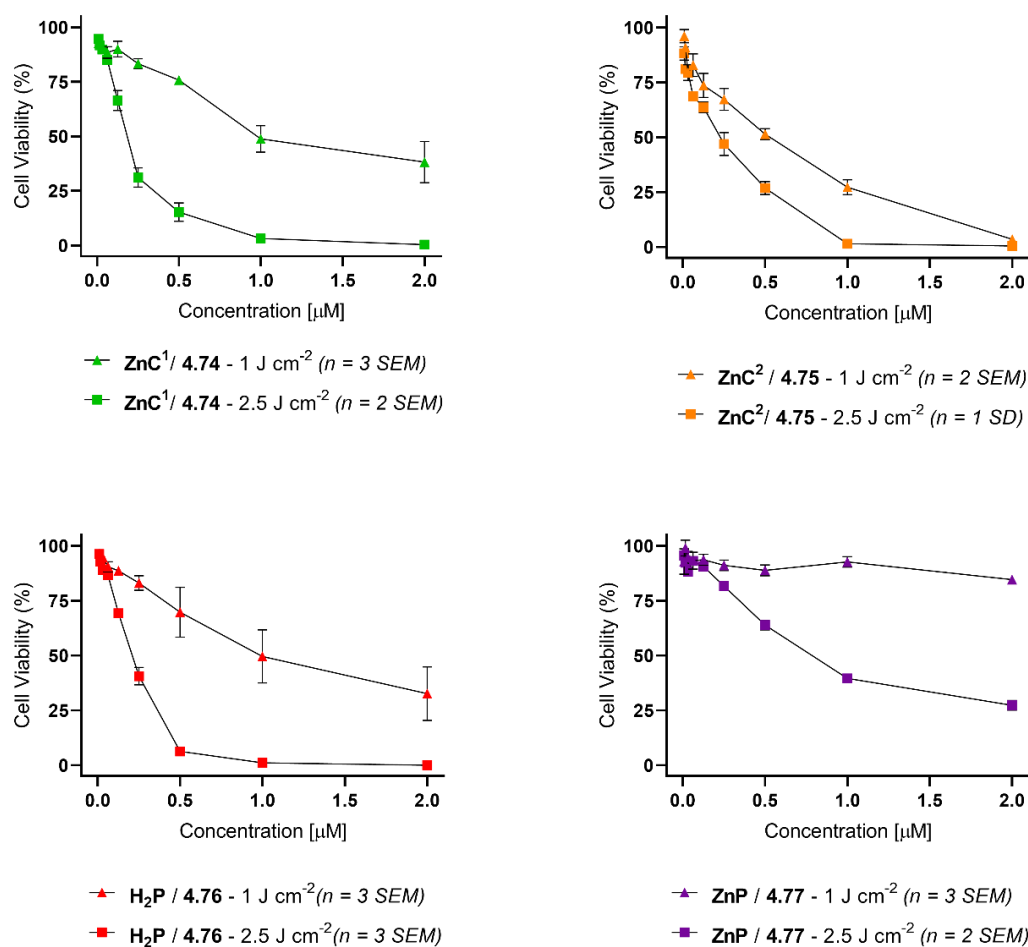 100
75
50
25
0
Cell Viability (%)
0.0 0.5 1.0 1.5 2.0
Concentration [μM]
ZnC¹/ 4.74 - 1 J cm⁻² (n = 3 SEM)
ZnC¹/ 4.74 - 2.5 J cm⁻² (n = 2 SEM)
100
75
50
25
0
Cell Viability (%)
0.0 0.5 1.0 1.5 2.0
Concentration [μM]
ZnC² / 4.75 - 1 J cm⁻² (n = 2 SEM)
ZnC²/ 4.75 - 2.5 J cm⁻² (n = 1 SD)
100
75
50
25
0
Cell Viability (%)
0.0 0.5 1.0 1.5 2.0
Concentration [μM]
H₂P / 4.76 - 1 J cm⁻²(n = 3 SEM)
H₂P / 4.76 - 2.5 J cm⁻² (n = 3 SEM)
100
75
50
25
0
Cell Viability (%)
0.0 0.5 1.0 1.5 2.0
Concentration [μM]
ZnP / 4.77 - 1 J cm⁻² (n = 3 SEM)
ZnP / 4.77 - 2.5 J cm⁻² (n = 2 SEM)